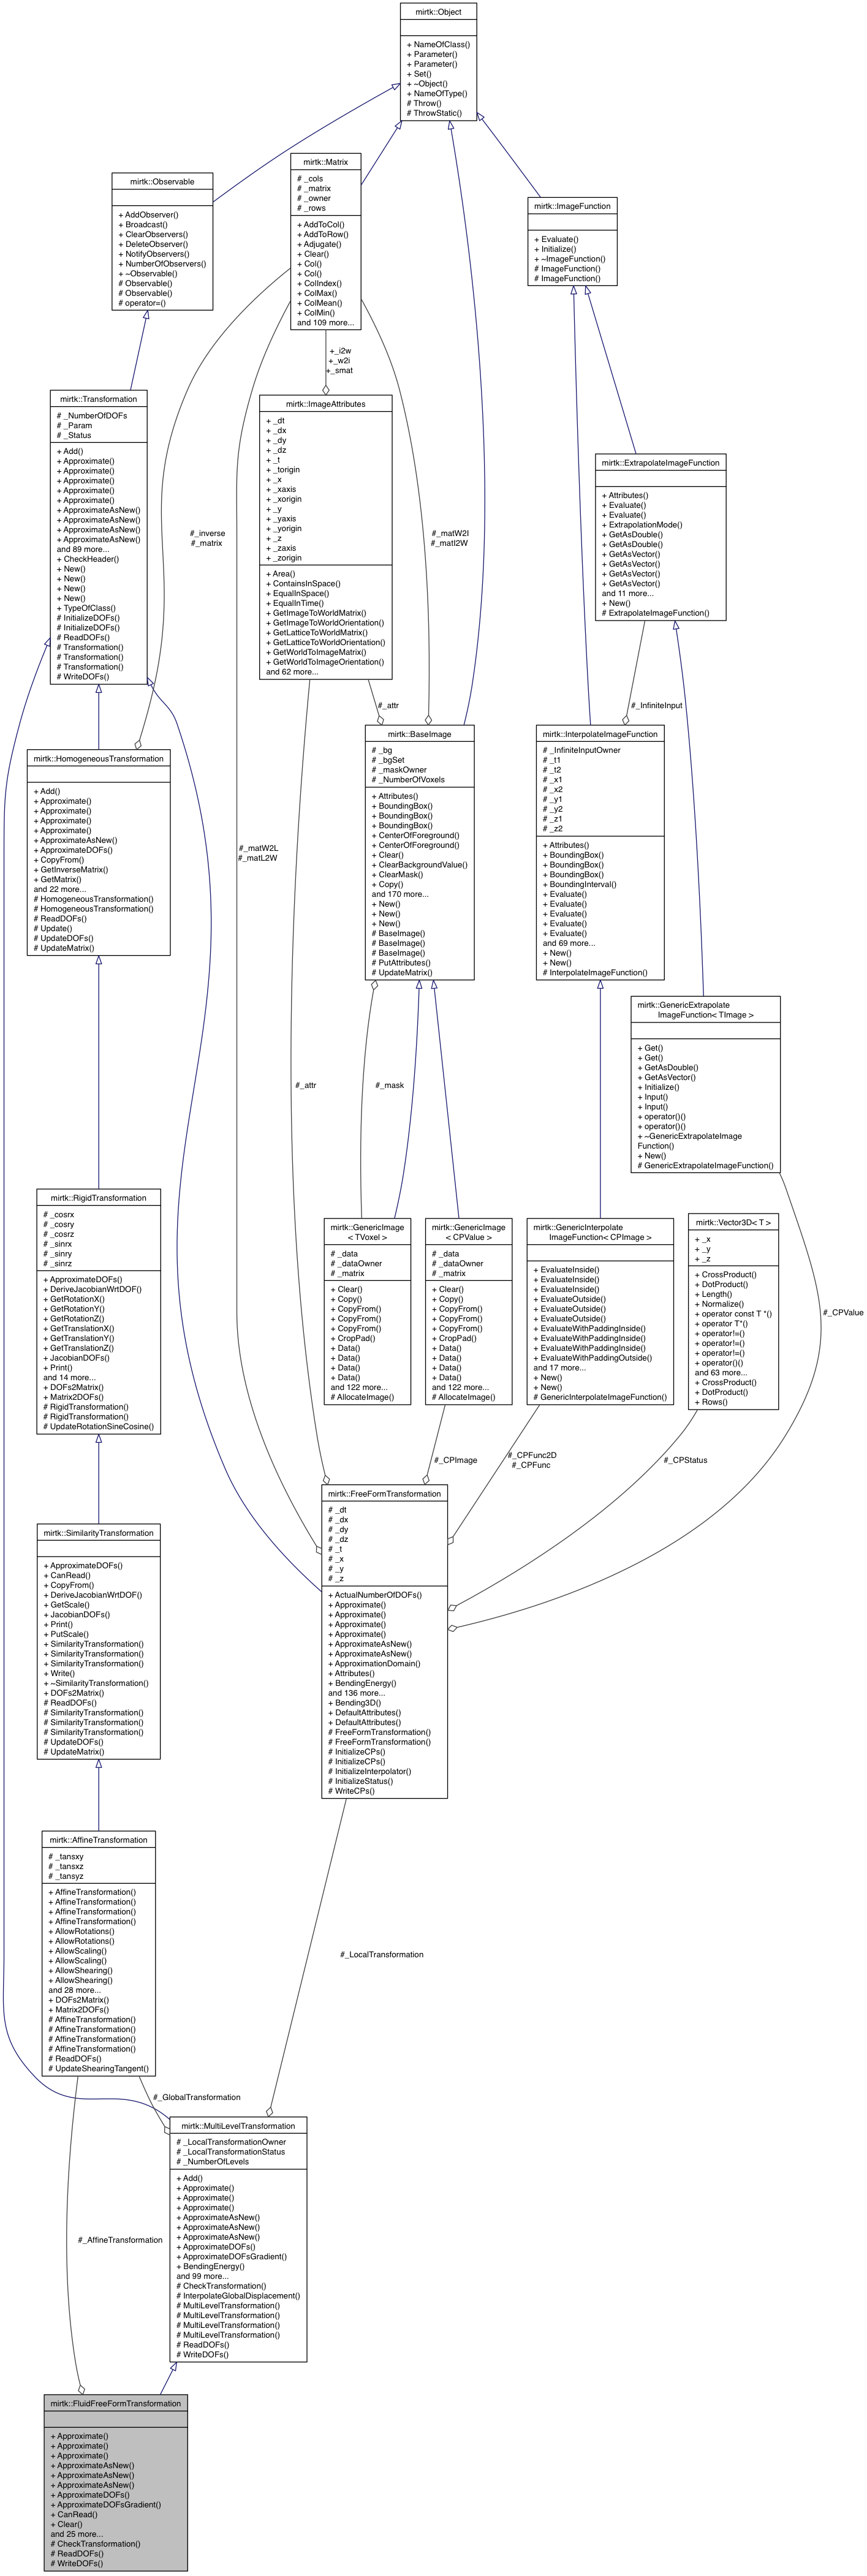 mirtk::Object
+ NameOfClass()
+ Parameter()
+ Parameter()
+ Set()
+ ~Object()
+ NameOfType()
# Throw()
# ThrowStatic()
mirtk::Matrix
# _cols
# _matrix
# _owner
# _rows
+ AddToCol()
+ AddToRow()
+ Adjugate()
+ Clear()
+ Col()
+ Col()
+ ColIndex()
+ ColMax()
+ ColMean()
+ ColMin()
and 109 more...
mirtk::Observable
+ AddObserver()
+ Broadcast()
+ ClearObservers()
+ DeleteObserver()
+ NotifyObservers()
+ NumberOfObservers()
+ ~Observable()
# Observable()
# Observable()
# operator=()
mirtk::ImageFunction
+ Evaluate()
+ Initialize()
+ ~ImageFunction()
# ImageFunction()
# ImageFunction()
+_i2w
+_w2i
+_smat
mirtk::Transformation
# _NumberOfDOFs
# _Param
# _Status
+ Add()
+ Approximate()
+ Approximate()
+ Approximate()
+ Approximate()
+ Approximate()
+ ApproximateAsNew()
+ ApproximateAsNew()
+ ApproximateAsNew()
+ ApproximateAsNew()
and 89 more...
+ CheckHeader()
+ New()
+ New()
+ New()
+ New()
+ TypeOfClass()
# InitializeDOFs()
# InitializeDOFs()
# ReadDOFs()
# Transformation()
# Transformation()
# Transformation()
# WriteDOFs()
mirtk::ImageAttributes
+ _dt
+ _dx
+ _dy
+ _dz
+ _t
+ _torigin
+ _x
+ _xaxis
+ _xorigin
+ _y
+ _yaxis
+ _yorigin
+ _z
+ _zaxis
+ _zorigin
+ Area()
+ ContainsInSpace()
+ EqualInSpace()
+ EqualInTime()
+ GetImageToWorldMatrix()
+ GetImageToWorldOrientation()
+ GetLatticeToWorldMatrix()
+ GetLatticeToWorldOrientation()
+ GetWorldToImageMatrix()
+ GetWorldToImageOrientation()
and 62 more...
mirtk::ExtrapolateImageFunction
+ Attributes()
+ Evaluate()
+ Evaluate()
+ ExtrapolationMode()
+ GetAsDouble()
+ GetAsDouble()
+ GetAsVector()
+ GetAsVector()
+ GetAsVector()
+ GetAsVector()
and 11 more...
+ New()
# ExtrapolateImageFunction()
#_inverse
#_matrix
#_matW2I
#_matI2W
#_attr
#_InfiniteInput
mirtk::HomogeneousTransformation
+ Add()
+ Approximate()
+ Approximate()
+ Approximate()
+ Approximate()
+ ApproximateAsNew()
+ ApproximateDOFs()
+ CopyFrom()
+ GetInverseMatrix()
+ GetMatrix()
and 22 more...
# HomogeneousTransformation()
# HomogeneousTransformation()
# ReadDOFs()
# Update()
# UpdateDOFs()
# UpdateMatrix()
mirtk::BaseImage
# _bg
# _bgSet
# _maskOwner
# _NumberOfVoxels
+ Attributes()
+ BoundingBox()
+ BoundingBox()
+ BoundingBox()
+ CenterOfForeground()
+ CenterOfForeground()
+ Clear()
+ ClearBackgroundValue()
+ ClearMask()
+ Copy()
and 170 more...
+ New()
+ New()
+ New()
# BaseImage()
# BaseImage()
# BaseImage()
# PutAttributes()
# UpdateMatrix()
mirtk::InterpolateImageFunction
# _InfiniteInputOwner
# _t1
# _t2
# _x1
# _x2
# _y1
# _y2
# _z1
# _z2
+ Attributes()
+ BoundingBox()
+ BoundingBox()
+ BoundingBox()
+ BoundingInterval()
+ Evaluate()
+ Evaluate()
+ Evaluate()
+ Evaluate()
+ Evaluate()
and 69 more...
+ New()
+ New()
# InterpolateImageFunction()
#_matW2L
#_matL2W
mirtk::GenericExtrapolate
ImageFunction< TImage >
+ Get()
+ Get()
+ GetAsDouble()
+ GetAsVector()
+ Initialize()
+ Input()
+ Input()
+ operator()()
+ operator()()
+ ~GenericExtrapolateImage
Function()
+ New()
# GenericExtrapolateImageFunction()
#_attr
#_mask
mirtk::RigidTransformation
# _cosrx
# _cosry
# _cosrz
# _sinrx
# _sinry
# _sinrz
+ ApproximateDOFs()
+ DeriveJacobianWrtDOF()
+ GetRotationX()
+ GetRotationY()
+ GetRotationZ()
+ GetTranslationX()
+ GetTranslationY()
+ GetTranslationZ()
+ JacobianDOFs()
+ Print()
and 14 more...
+ DOFs2Matrix()
+ Matrix2DOFs()
# RigidTransformation()
# RigidTransformation()
# UpdateRotationSineCosine()
mirtk::GenericImage
< TVoxel >
# _data
# _dataOwner
# _matrix
+ Clear()
+ Copy()
+ CopyFrom()
+ CopyFrom()
+ CopyFrom()
+ CropPad()
+ Data()
+ Data()
+ Data()
+ Data()
and 122 more...
# AllocateImage()
mirtk::GenericImage
< CPValue >
# _data
# _dataOwner
# _matrix
+ Clear()
+ Copy()
+ CopyFrom()
+ CopyFrom()
+ CopyFrom()
+ CropPad()
+ Data()
+ Data()
+ Data()
+ Data()
and 122 more...
# AllocateImage()
mirtk::GenericInterpolate
ImageFunction< CPImage >
+ EvaluateInside()
+ EvaluateInside()
+ EvaluateInside()
+ EvaluateOutside()
+ EvaluateOutside()
+ EvaluateOutside()
+ EvaluateWithPaddingInside()
+ EvaluateWithPaddingInside()
+ EvaluateWithPaddingInside()
+ EvaluateWithPaddingOutside()
and 17 more...
+ New()
+ New()
# GenericInterpolateImageFunction()
mirtk::Vector3D< T >
+ _x
+ _y
+ _z
+ CrossProduct()
+ DotProduct()
+ Length()
+ Normalize()
+ operator const T *()
+ operator T*()
+ operator!=()
+ operator!=()
+ operator!=()
+ operator()()
and 63 more...
+ CrossProduct()
+ DotProduct()
+ Rows()
#_CPValue
#_CPImage
#_CPFunc2D
#_CPFunc
#_CPStatus
mirtk::FreeFormTransformation
# _dt
# _dx
# _dy
# _dz
# _t
# _x
# _y
# _z
+ ActualNumberOfDOFs()
+ Approximate()
+ Approximate()
+ Approximate()
+ Approximate()
+ ApproximateAsNew()
+ ApproximateAsNew()
+ ApproximationDomain()
+ Attributes()
+ BendingEnergy()
and 136 more...
+ Bending3D()
+ DefaultAttributes()
+ DefaultAttributes()
# FreeFormTransformation()
# FreeFormTransformation()
# InitializeCPs()
# InitializeCPs()
# InitializeInterpolator()
# InitializeStatus()
# WriteCPs()
mirtk::SimilarityTransformation
+ ApproximateDOFs()
+ CanRead()
+ CopyFrom()
+ DeriveJacobianWrtDOF()
+ GetScale()
+ JacobianDOFs()
+ Print()
+ PutScale()
+ SimilarityTransformation()
+ SimilarityTransformation()
+ SimilarityTransformation()
+ Write()
+ ~SimilarityTransformation()
+ DOFs2Matrix()
# ReadDOFs()
# SimilarityTransformation()
# SimilarityTransformation()
# SimilarityTransformation()
# UpdateDOFs()
# UpdateMatrix()
mirtk::AffineTransformation
# _tansxy
# _tansxz
# _tansyz
+ AffineTransformation()
+ AffineTransformation()
+ AffineTransformation()
+ AffineTransformation()
+ AllowRotations()
+ AllowRotations()
+ AllowScaling()
+ AllowScaling()
+ AllowShearing()
+ AllowShearing()
and 28 more...
+ DOFs2Matrix()
+ Matrix2DOFs()
# AffineTransformation()
# AffineTransformation()
# AffineTransformation()
# AffineTransformation()
# ReadDOFs()
# UpdateShearingTangent()
#_LocalTransformation
#_GlobalTransformation
mirtk::MultiLevelTransformation
# _LocalTransformationOwner
# _LocalTransformationStatus
# _NumberOfLevels
+ Add()
+ Approximate()
+ Approximate()
+ Approximate()
+ ApproximateAsNew()
+ ApproximateAsNew()
+ ApproximateAsNew()
+ ApproximateDOFs()
+ ApproximateDOFsGradient()
+ BendingEnergy()
and 99 more...
# CheckTransformation()
# InterpolateGlobalDisplacement()
# MultiLevelTransformation()
# MultiLevelTransformation()
# MultiLevelTransformation()
# MultiLevelTransformation()
# ReadDOFs()
# WriteDOFs()
#_AffineTransformation
mirtk::FluidFreeFormTransformation
+ Approximate()
+ Approximate()
+ Approximate()
+ ApproximateAsNew()
+ ApproximateAsNew()
+ ApproximateAsNew()
+ ApproximateDOFs()
+ ApproximateDOFsGradient()
+ CanRead()
+ Clear()
and 25 more...
# CheckTransformation()
# ReadDOFs()
# WriteDOFs()